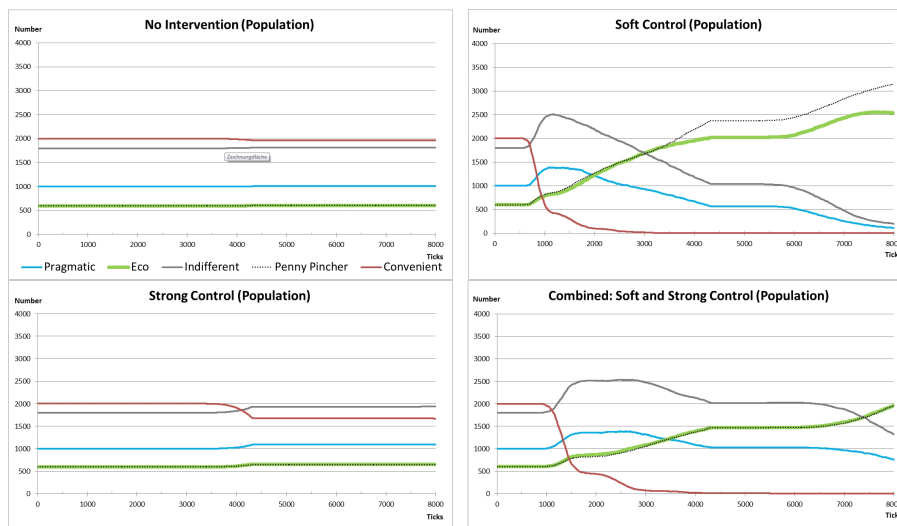 No Intervention (Population)
Number
4000
3500
3000
2500
2000
1500
1000
500
0
Zeichnungsfläche
0 1000 2000 3000 4000 5000 6000 7000 8000
Ticks
Pragmatic Eco Indifferent Penny Pincher Convenient
Soft Control (Population)
Number
4000
3500
3000
2500
2000
1500
1000
500
0
0 1000 2000 3000 4000 5000 6000 7000 8000
Ticks
Strong Control (Population)
Number
4000
3500
3000
2500
2000
1500
1000
500
0
0 1000 2000 3000 4000 5000 6000 7000 8000
Ticks
Combined: Soft and Strong Control (Population)
Number
4000
3500
3000
2500
2000
1500
1000
500
0
0 1000 2000 3000 4000 5000 6000 7000 8000
Ticks